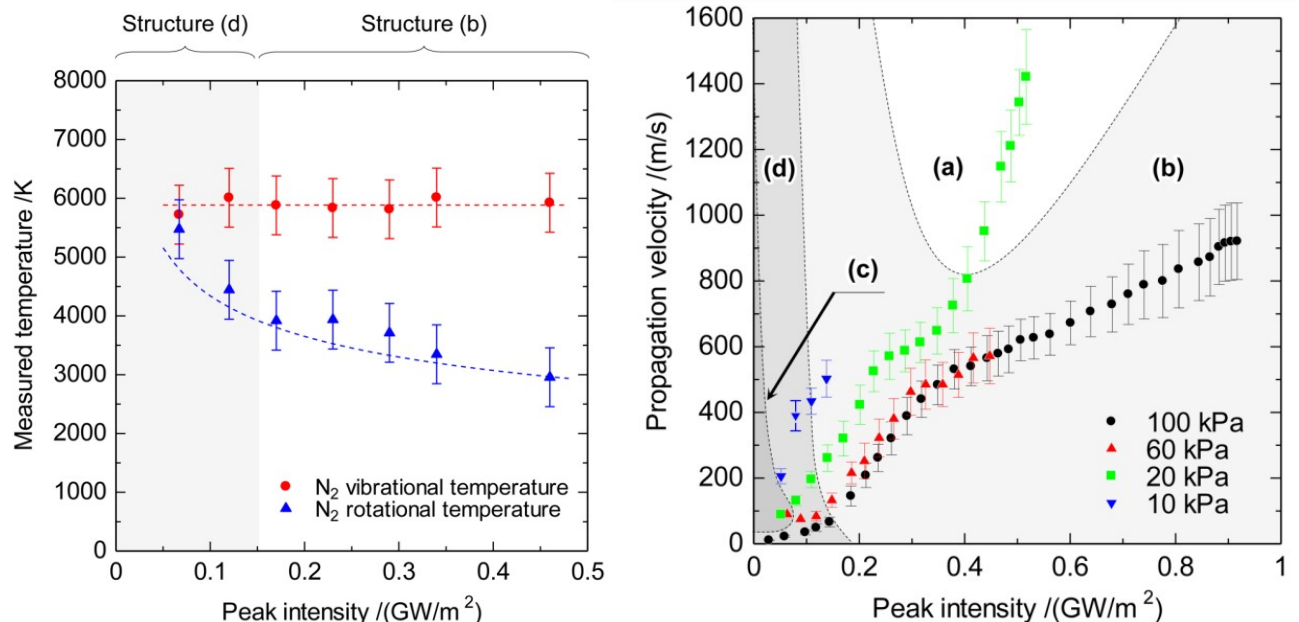 Structure (d)
Structure (b)
8000
7000
6000
5000
4000
3000
2000
1000
0
Measured temperature /K
N₂ vibrational temperature
N₂ rotational temperature
0
0.1
0.2
0.3
0.4
0.5
Peak intensity /(GW/m²)
1600
1400
1200
1000
800
600
400
200
0
Propagation velocity /(m/s)
(a)
(b)
(d)
(c)
100 kPa
60 kPa
20 kPa
10 kPa
0
0.2
0.4
0.6
0.8
1
Peak intensity /(GW/m²)